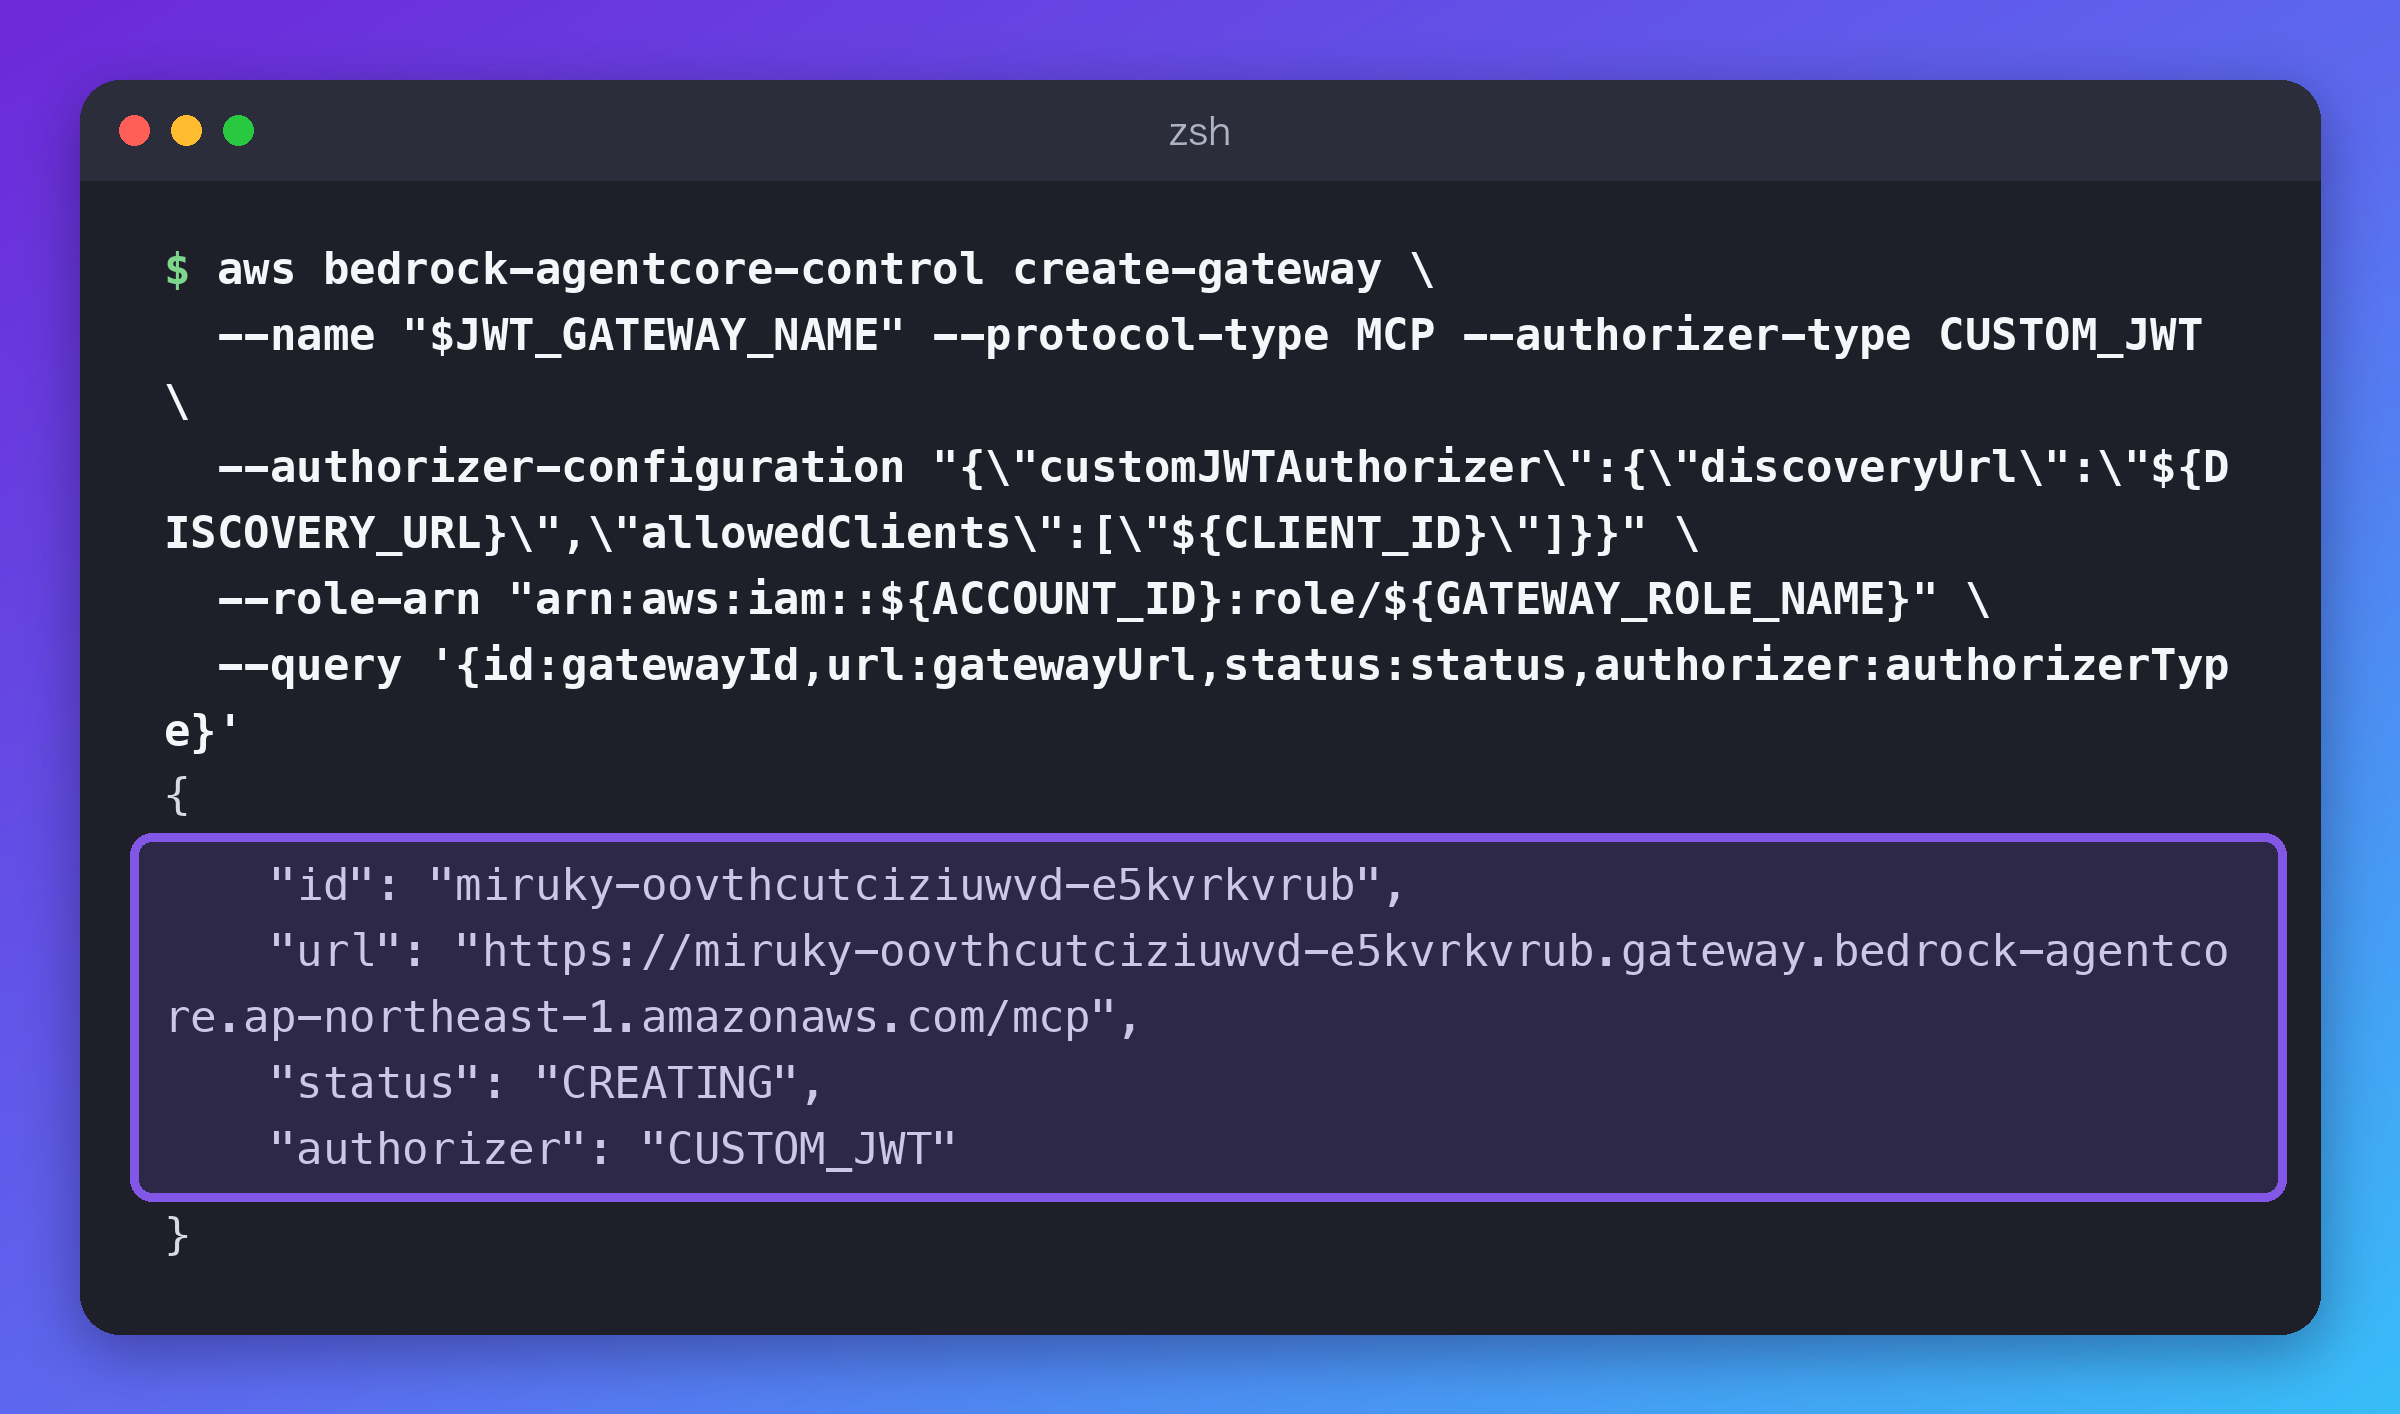 zsh
$ aws bedrock-agentcore-control create-gateway \
  --name "$JWT_GATEWAY_NAME" --protocol-type MCP --authorizer-type CUSTOM_JWT
\
  --authorizer-configuration "{\"customJWTAuthorizer\":{\"discoveryUrl\":\"${D
ISCOVERY_URL}\",\"allowedClients\":[\"${CLIENT_ID}\"]}}" \
  --role-arn "arn:aws:iam::${ACCOUNT_ID}:role/${GATEWAY_ROLE_NAME}" \
  --query '{id:gatewayId,url:gatewayUrl,status:status,authorizer:authorizerTyp
e}'
{
    "id": "miruky-oovthcutciziuwvd-e5kvrkvrub",
    "url": "https://miruky-oovthcutciziuwvd-e5kvrkvrub.gateway.bedrock-agentco
re.ap-northeast-1.amazonaws.com/mcp",
    "status": "CREATING",
    "authorizer": "CUSTOM_JWT"
}